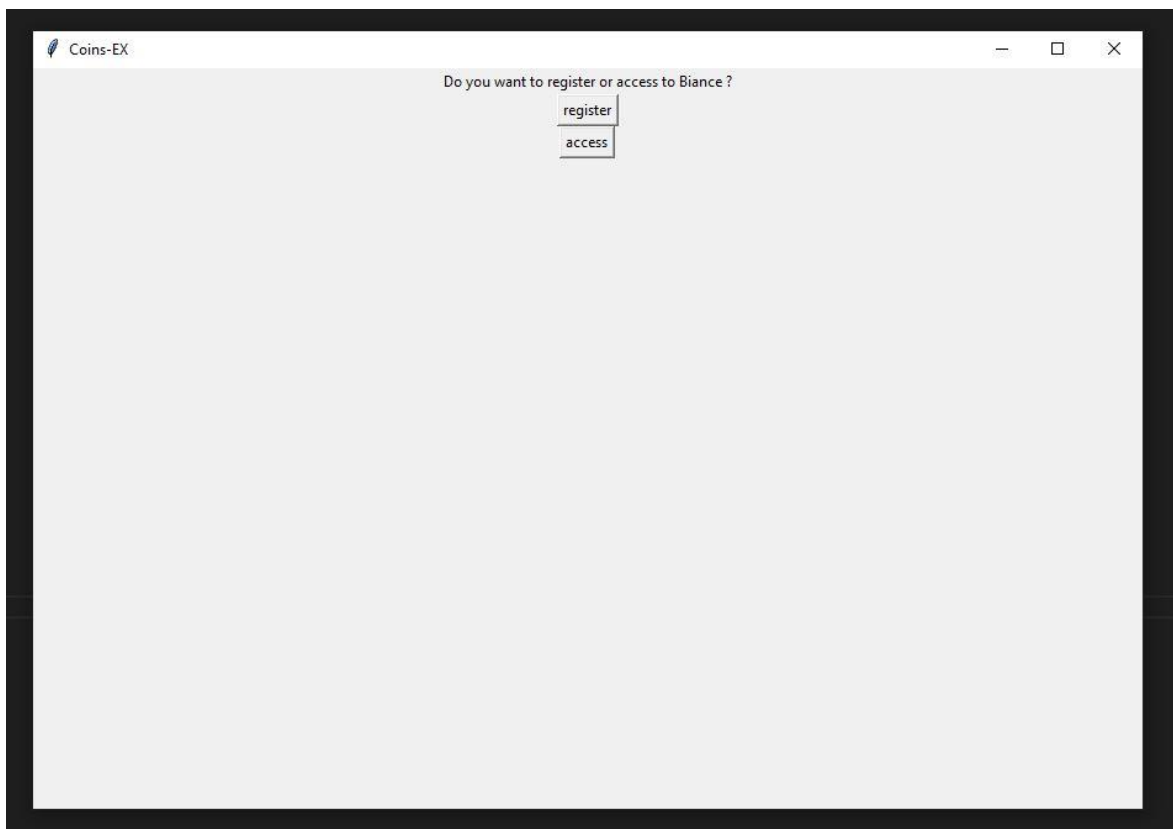 Coins-EX
Do you want to register or access to Biance ?
register
access